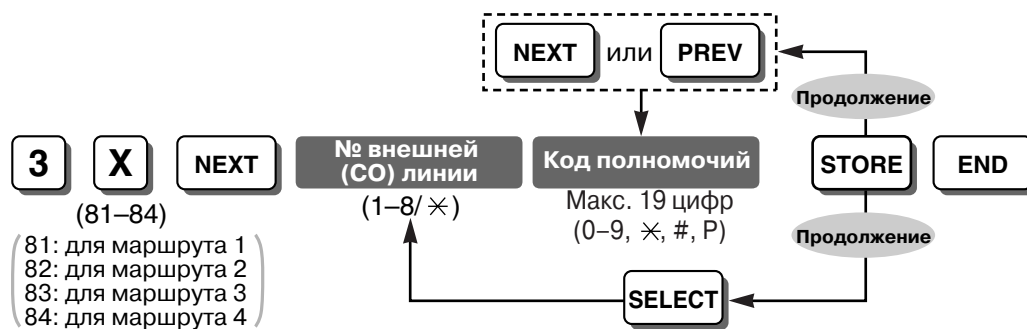 NEXT или PREV
Продолжение
3 X NEXT № внешней (CO) линии Код полномочий STORE END
(81–84) (1–8/ ✳) Макс. 19 цифр
(0–9, ✳, #, P)
Продолжение
81: для маршрута 1
82: для маршрута 2
83: для маршрута 3
84: для маршрута 4
SELECT